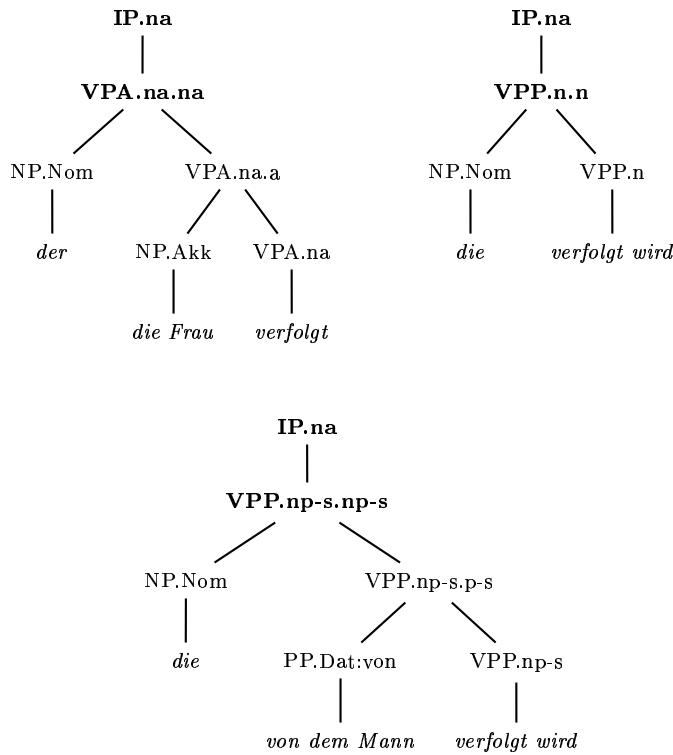 IP.na IP.na
VPA.na.na VPP.n.n
NP.Nom VPA.na.a NP.Nom VPP.n
der NP.Akk VPA.na die verfolgt wird
die Frau verfolgt
IP.na
VPP.np-s.np-s
NP.Nom VPP.np-s.p-s
die PP.Dat:von VPP.np-s
von dem Mann verfolgt wird